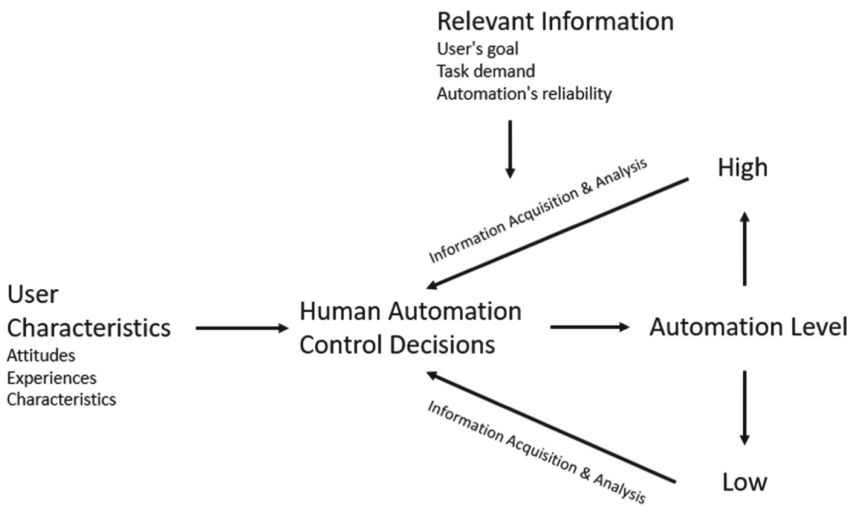 Relevant Information
User's goal
Task demand
Automation's reliability
Information Acquisition & Analysis
High
User
Characteristics
Attitudes
Experiences
Characteristics
Human Automation
Control Decisions
Automation Level
Information Acquisition & Analysis
Low